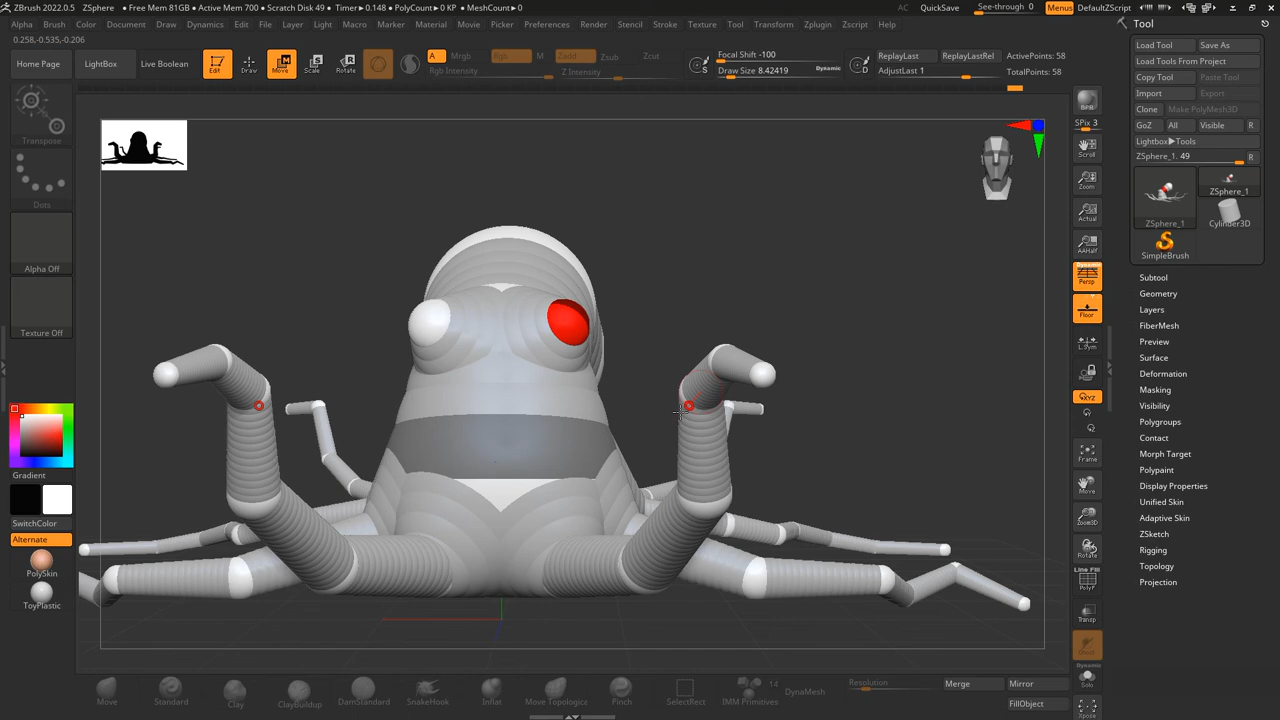 ZBrush 2022.0.5 ZSphere • Free Mem 81GB • Active Mem 700 • Scratch Disk 49 • Timer▸0.148 • PolyCount▸0 KP • MeshCount▸0 AC QuickSave See-through 0 Menus DefaultZScript
Alpha Brush Color Document Draw Dynamics Edit File Layer Light Macro Marker Material Movie Picker Preferences Render Stencil Stroke Texture Tool Transform Zplugin Zscript Help
0.258,-0.535,-0.206
Home Page LightBox Live Boolean Edit Draw Move Scale Rotate
A Mrgb Rgb M Zadd Zsub Zcut
Rgb Intensity Z Intensity
S Focal Shift -100
Draw Size 8.42419 Dynamic
D ReplayLast ReplayLastRel
AdjustLast 1
ActivePoints: 58
TotalPoints: 58
Transpose
Dots
Alpha Off
Texture Off
Gradient
SwitchColor
Alternate
PolySkin
ToyPlastic
BPR
SPix 3
Scroll
Zoom
Actual
AAHalf
Dynamic
Persp
Floor
L.Sym
XYZ
Frame
Move
Zoom3D
Rotate
Line Fill
PolyF
Transp
Ghost
Dynamic
Solo
Xpose
Tool
Load Tool Save As
Load Tools From Project
Copy Tool Paste Tool
Import Export
Clone Make PolyMesh3D
GoZ All Visible R
Lightbox▸Tools
ZSphere_1. 49 R
ZSphere_1 ZSphere_1
Cylinder3D
SimpleBrush
Subtool
Geometry
Layers
FiberMesh
Preview
Surface
Deformation
Masking
Visibility
Polygroups
Contact
Morph Target
Polypaint
Display Properties
Unified Skin
Adaptive Skin
ZSketch
Rigging
Topology
Projection
Move Standard Clay ClayBuildup DamStandard SnakeHook Inflat Move Topologic Pinch SelectRect IMM Primitives 14 DynaMesh
Resolution Merge Mirror
FillObject